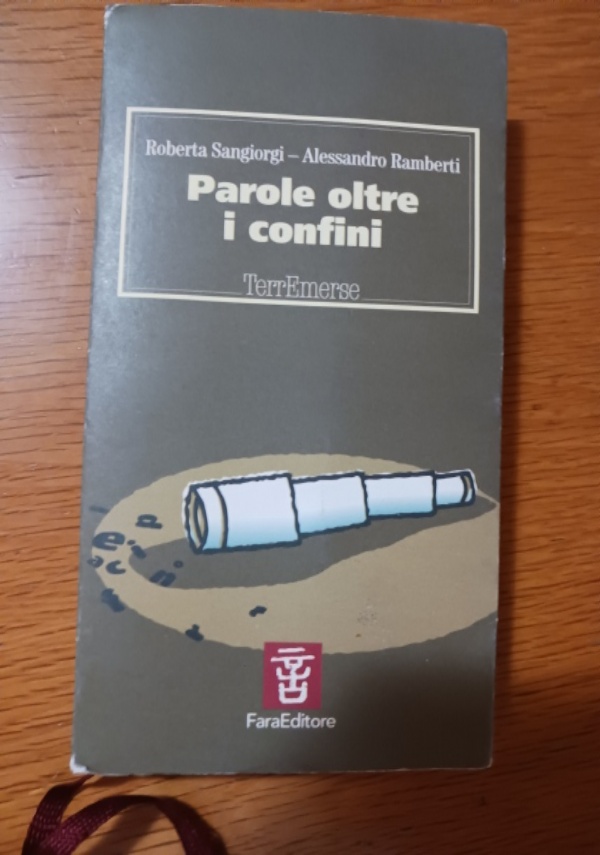 Roberta Sangiorgi – Alessandro Ramberti
Parole oltre
i confini
TerrEmerse
FaraEditore